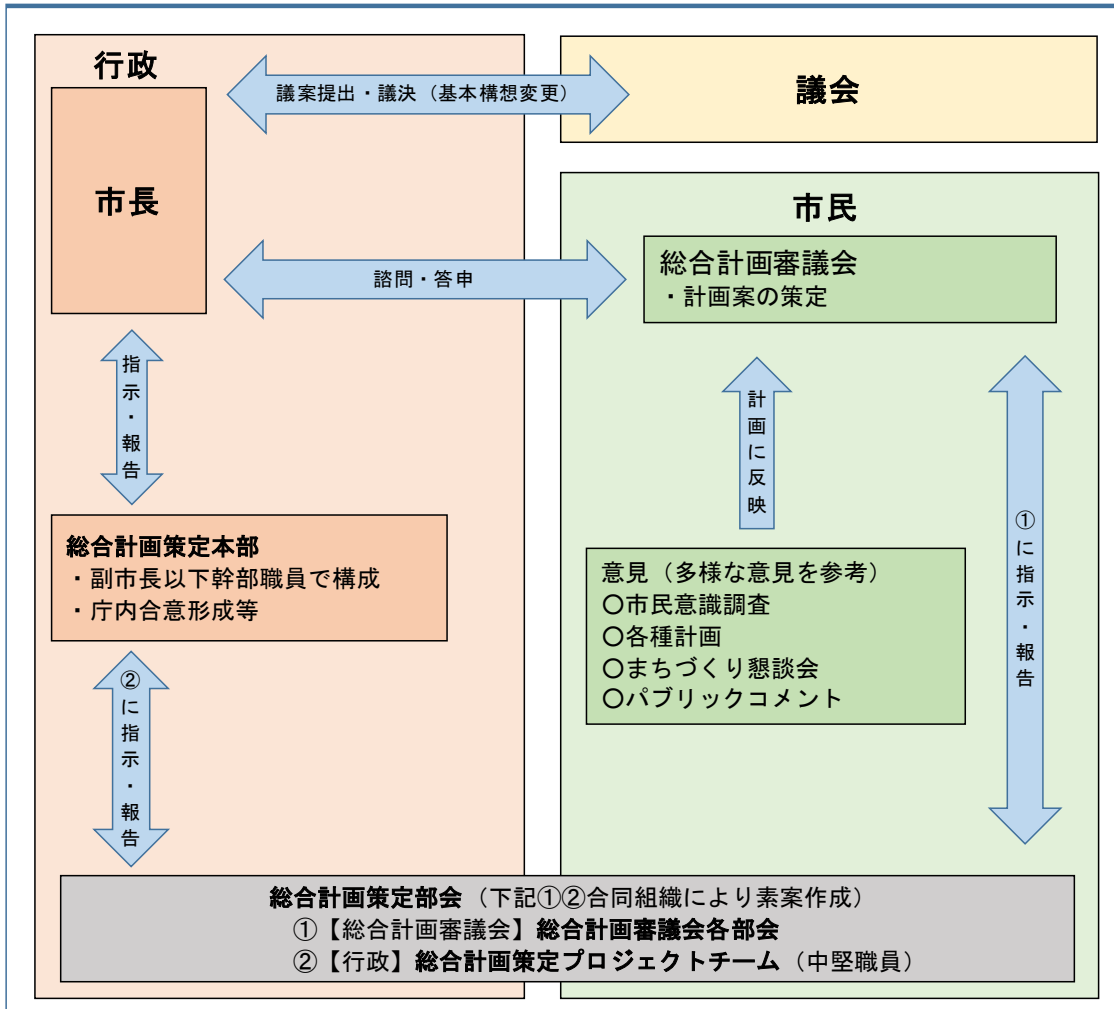 行政
市長
議案提出・議決（基本構想変更）
議会
市民
諮問・答申
総合計画審議会
・計画案の策定
指示・報告
計画に反映
①に指示・報告
総合計画策定本部
・副市長以下幹部職員で構成
・庁内合意形成等
意見（多様な意見を参考）
〇市民意識調査
〇各種計画
〇まちづくり懇談会
〇パブリックコメント
②に指示・報告
総合計画策定部会（下記①②合同組織により素案作成）
①【総合計画審議会】総合計画審議会各部会
②【行政】総合計画策定プロジェクトチーム（中堅職員）